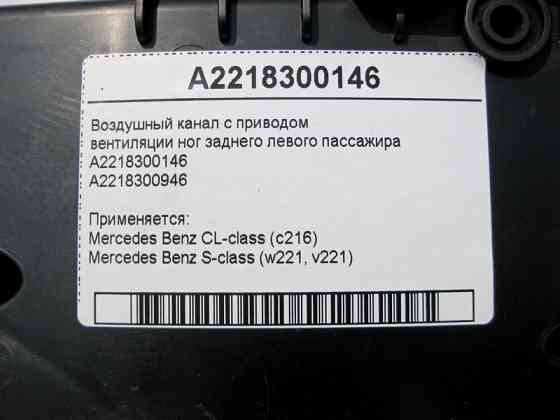 A2218300146
Воздушный канал с приводом
вентиляции ног заднего левого пассажира
A2218300146
A2218300946
Применяется:
Mercedes Benz CL-class (c216)
Mercedes Benz S-class (w221, v221)